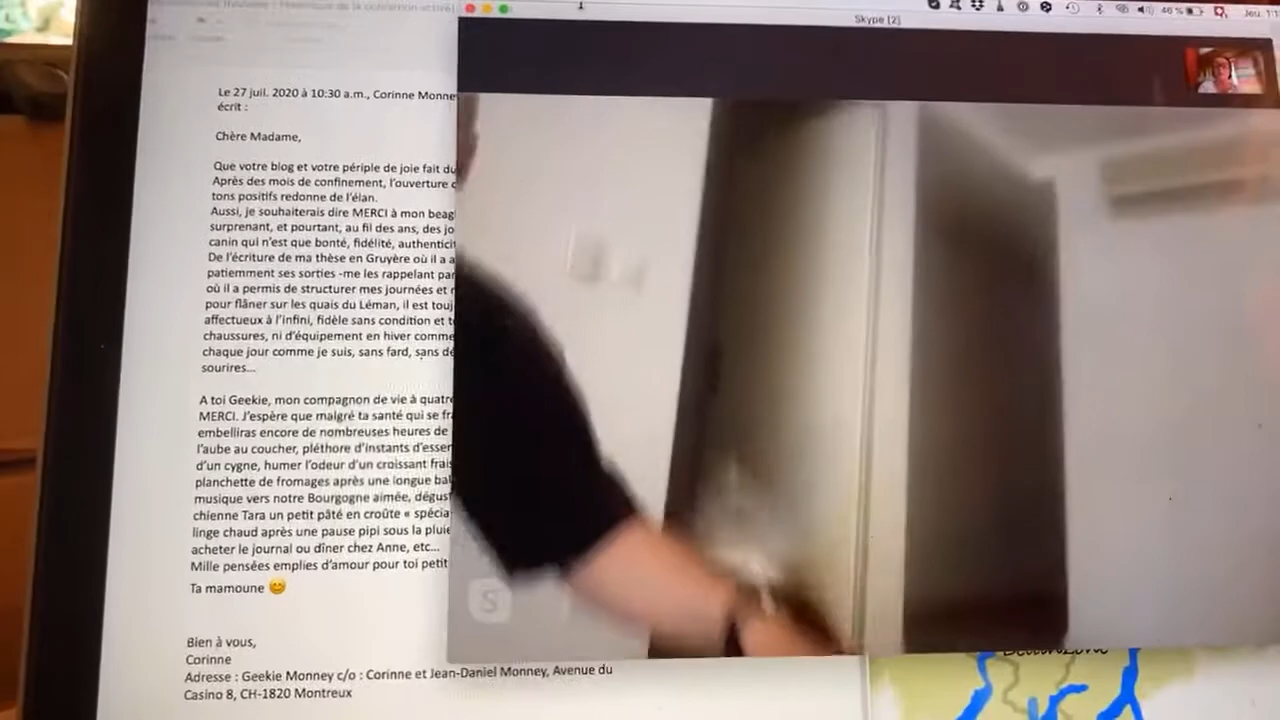 Skype [2]
46 %
Jeu. 1
Le 27 juil. 2020 à 10:30 a.m., Corinne Monne
écrit :
Chère Madame,
Que votre blog et votre périple de joie fait du
Après des mois de confinement, l'ouverture
tons positifs redonne de l'élan.
Aussi, je souhaiterais dire MERCI à mon beag
surprenant, et pourtant, au fil des ans, des jo
canin qui n'est que bonté, fidélité, authentici
De l'écriture de ma thèse en Gruyère où il a a
patiemment ses sorties -me les rappelant par
où il a permis de structurer mes journées et
pour flâner sur les quais du Léman, il est touj
affectueux à l'infini, fidèle sans condition et t
chaussures, ni d'équipement en hiver comme
chaque jour comme je suis, sans fard, sans dé
sourires...
A toi Geekie, mon compagnon de vie à quatre
MERCI. J'espère que malgré ta santé qui se fra
embelliras encore de nombreuses heures de
l'aube au coucher, pléthore d'instants d'esser
d'un cygne, humer l'odeur d'un croissant frais
planchette de fromages après une longue bal
musique vers notre Bourgogne aimée, dégust
chienne Tara un petit pâté en croûte « spécia
linge chaud après une pause pipi sous la pluie
acheter le journal ou dîner chez Anne, etc...
Mille pensées emplies d'amour pour toi petit
Ta mamoune 😊
Bien à vous,
Corinne
Adresse : Geekie Monney c/o : Corinne et Jean-Daniel Monney, Avenue du
Casino 8, CH-1820 Montreux
S
Bellinzone